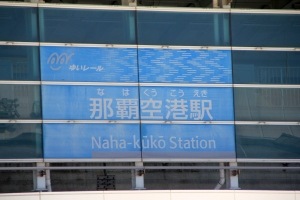 ゆいレール
な は くう こう えき
那覇空港駅
Naha-kūkō Station